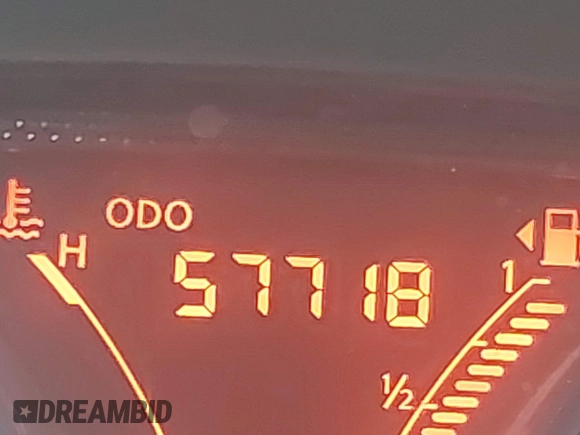 ODO
H
57718
1
1/2
DREAMBID